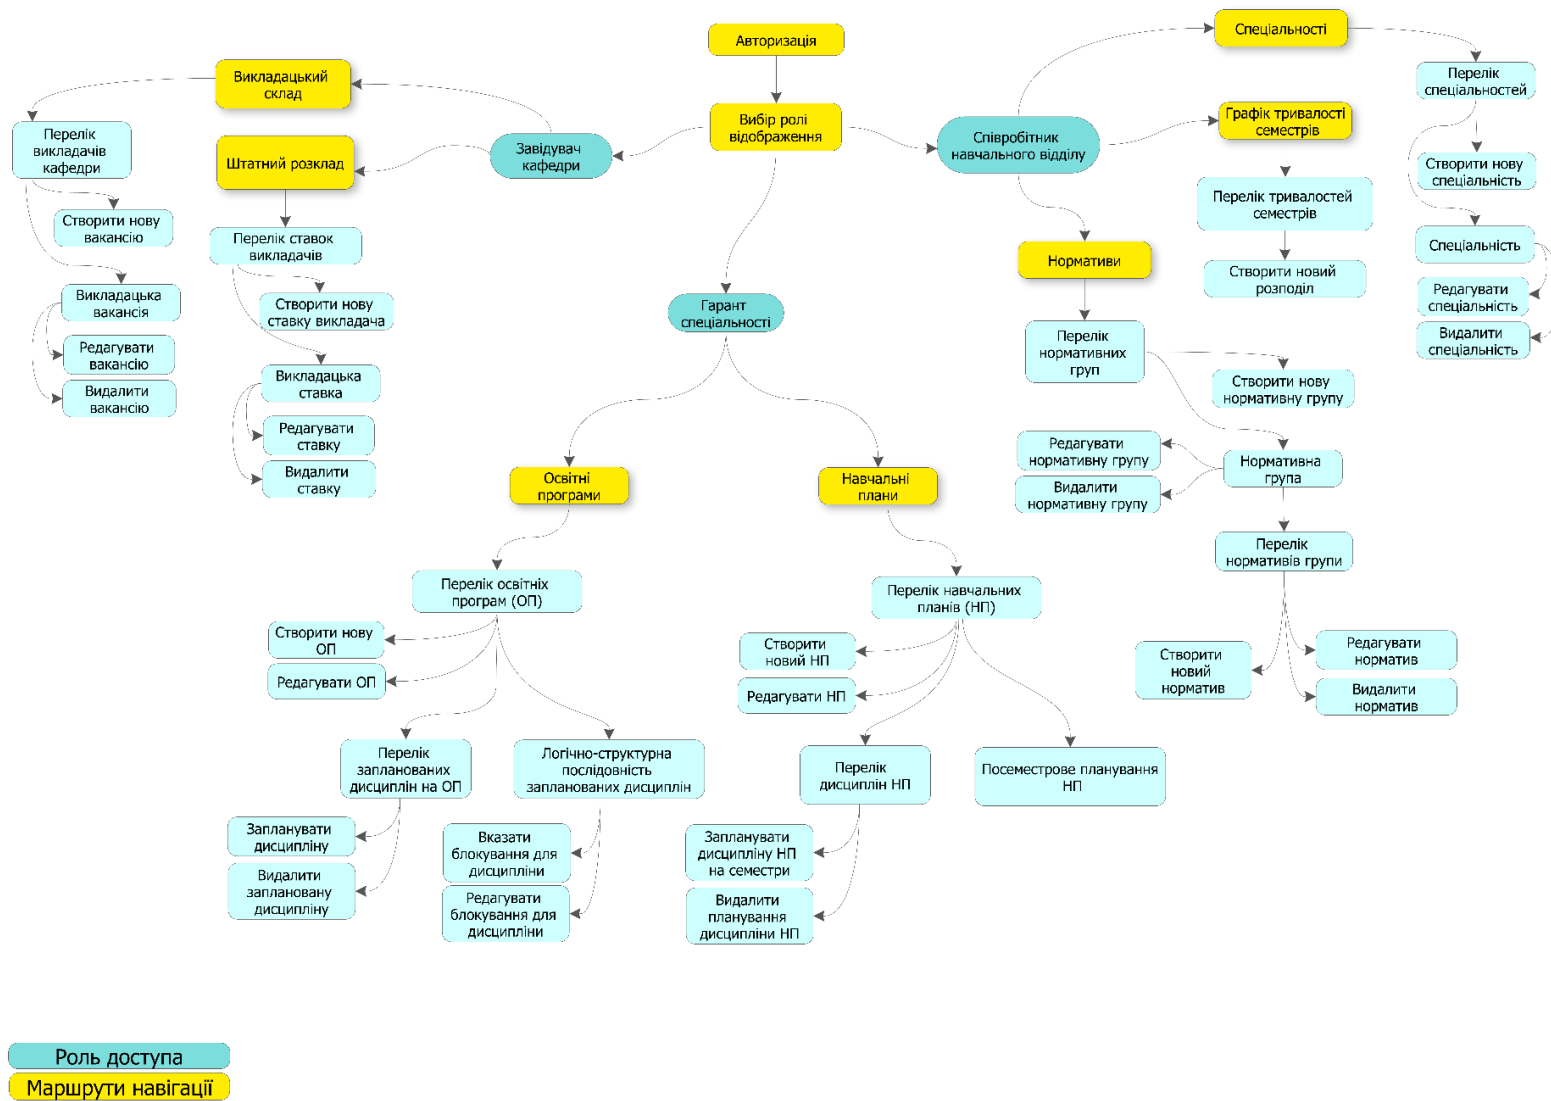 Авторизація
Вибір ролі
відображення
Завідувач
кафедри
Викладацький
склад
Перелік
викладачів
кафедри
Створити нову
вакансію
Викладацька
вакансія
Редагувати
вакансію
Видалити
вакансію
Штатний розклад
Перелік ставок
викладачів
Створити нову
ставку викладача
Викладацька
ставка
Редагувати
ставку
Видалити
ставку
Гарант
спеціальності
Освітні
програми
Перелік освітніх
програм (ОП)
Створити нову
ОП
Редагувати ОП
Перелік
запланованих
дисциплін на ОП
Запланувати
дисципліну
Видалити
заплановану
дисципліну
Логічно-структурна
послідовність
запланованих дисциплін
Вказати
блокування для
дисципліни
Редагувати
блокування для
дисципліни
Навчальні
плани
Перелік навчальних
планів (НП)
Створити
новий НП
Редагувати НП
Перелік
дисциплін НП
Запланувати
дисципліну НП
на семестри
Видалити
планування
дисципліни НП
Посеместрове планування
НП
Співробітник
навчального відділу
Спеціальності
Перелік
спеціальностей
Створити нову
спеціальність
Спеціальність
Редагувати
спеціальність
Видалити
спеціальність
Графік тривалості
семестрів
Перелік тривалостей
семестрів
Створити новий
розподіл
Нормативи
Перелік
нормативних
груп
Створити нову
нормативну групу
Нормативна
група
Редагувати
нормативну групу
Видалити
нормативну групу
Перелік
нормативів групи
Створити
новий
норматив
Редагувати
норматив
Видалити
норматив
Роль доступа
Маршрути навігації